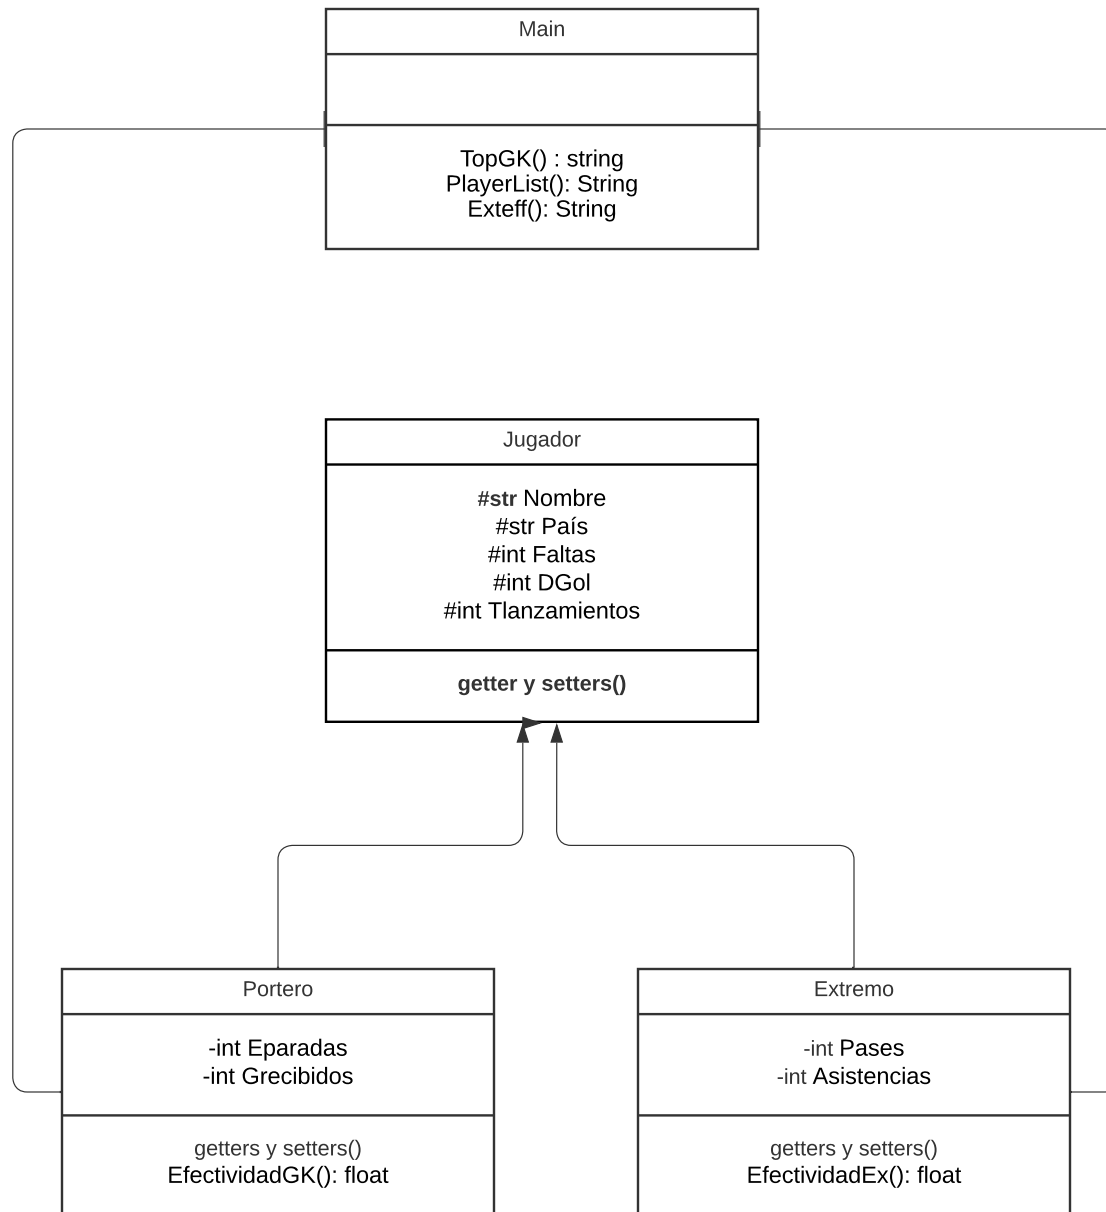 Main
TopGK() : string
PlayerList(): String
Exteff(): String
Jugador
#str Nombre
#str País
#int Faltas
#int DGol
#int Tlanzamientos
getter y setters()
Portero
-int Eparadas
-int Grecibidos
getters y setters()
EfectividadGK(): float
Extremo
-int Pases
-int Asistencias
getters y setters()
EfectividadEx(): float